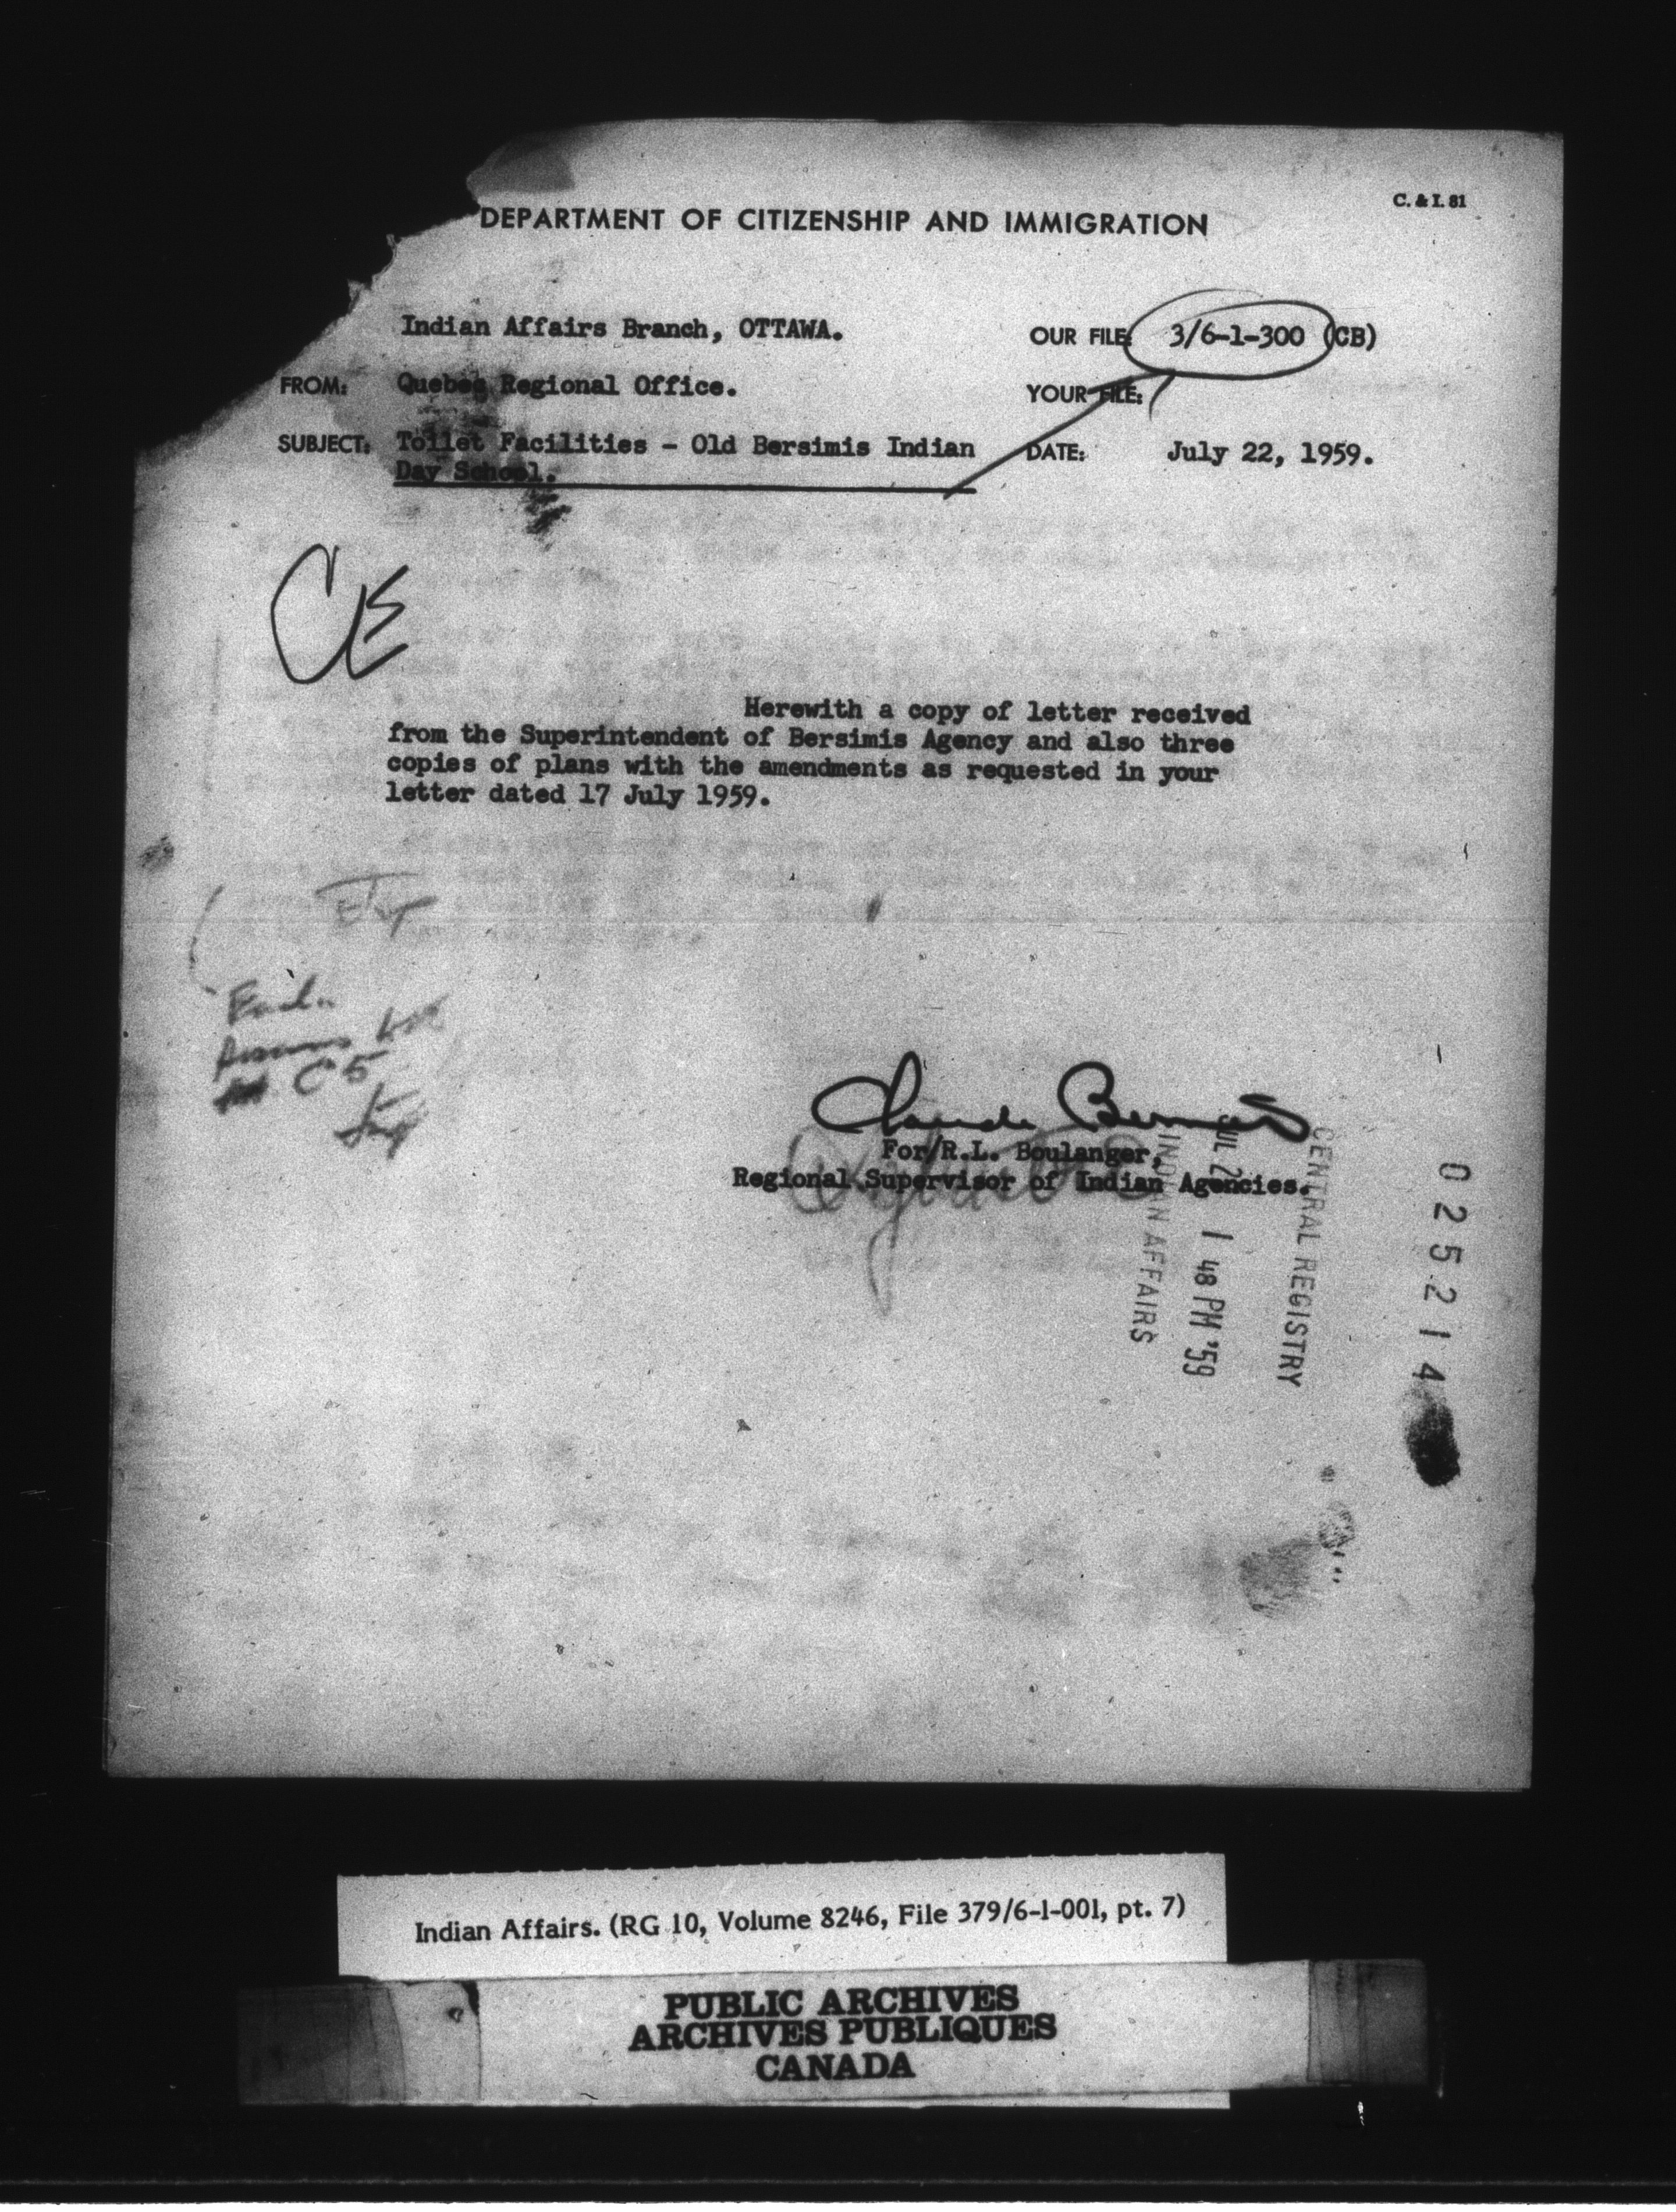 C. & I. 81
DEPARTMENT OF CITIZENSHIP AND IMMIGRATION
Indian Affairs Branch, OTTAWA.
OUR FILE: 3/6-1-300 (CB)
FROM: Quebec Regional Office.
YOUR FILE:
SUBJECT: Toilet Facilities - Old Bersimis Indian
Day School.
DATE: July 22, 1959.
CE
Herewith a copy of letter received
from the Superintendent of Bersimis Agency and also three
copies of plans with the amendments as requested in your
letter dated 17 July 1959.
C5
Claude Bernard
For/R.L. Boulanger,
Regional Supervisor of Indian Agencies.
INDIAN AFFAIRS
JUL 1 48 PM '59
CENTRAL REGISTRY
025214
Indian Affairs. (RG 10, Volume 8246, File 379/6-1-001, pt. 7)
PUBLIC ARCHIVES
ARCHIVES PUBLIQUES
CANADA